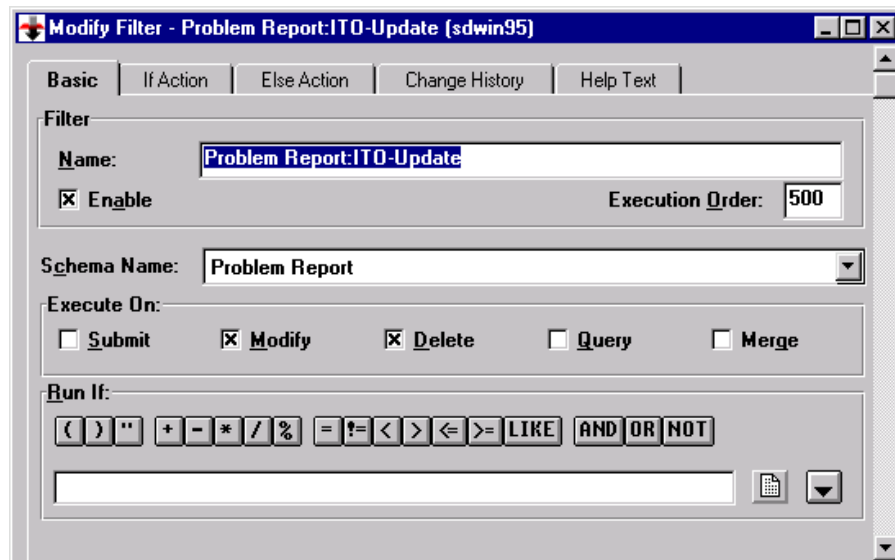 Modify Filter - Problem Report:ITO-Update (sdwin95)
Basic If Action Else Action Change History Help Text
Filter
Name: Problem Report:ITO-Update
Enable Execution Order: 500
Schema Name: Problem Report
Execute On:
Submit Modify Delete Query Merge
Run If:
( ) " + - * / % = != < > <= >= LIKE AND OR NOT